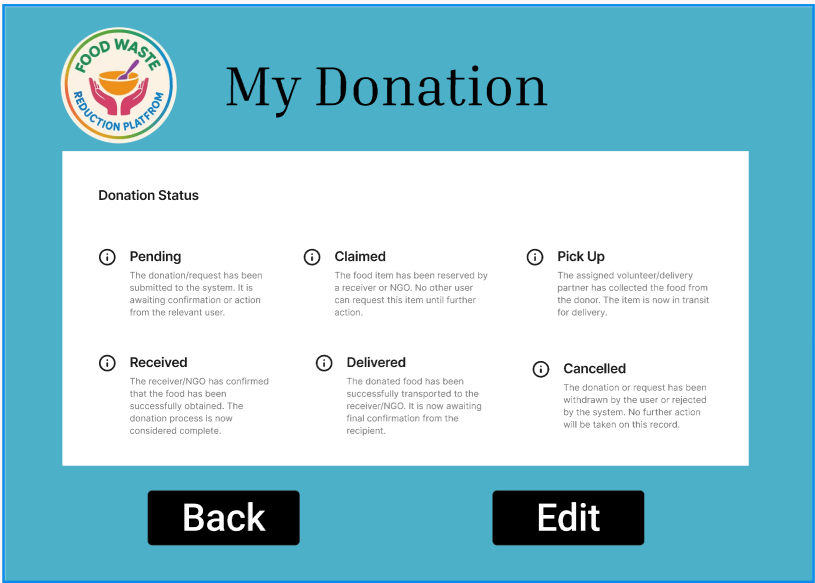 FOOD WASTE
REDUCTION PLATFROM
My Donation
Donation Status
Pending
The donation/request has been
submitted to the system. It is
awaiting confirmation or action
from the relevant user.
Claimed
The food item has been reserved by
a receiver or NGO. No other user
can request this item until further
action.
Pick Up
The assigned volunteer/delivery
partner has collected the food from
the donor. The item is now in transit
for delivery.
Received
The receiver/NGO has confirmed
that the food has been
successfully obtained. The
donation process is now
considered complete.
Delivered
The donated food has been
successfully transported to the
receiver/NGO. It is now awaiting
final confirmation from the
recipient.
Cancelled
The donation or request has been
withdrawn by the user or rejected
by the system. No further action
will be taken on this record.
Back
Edit